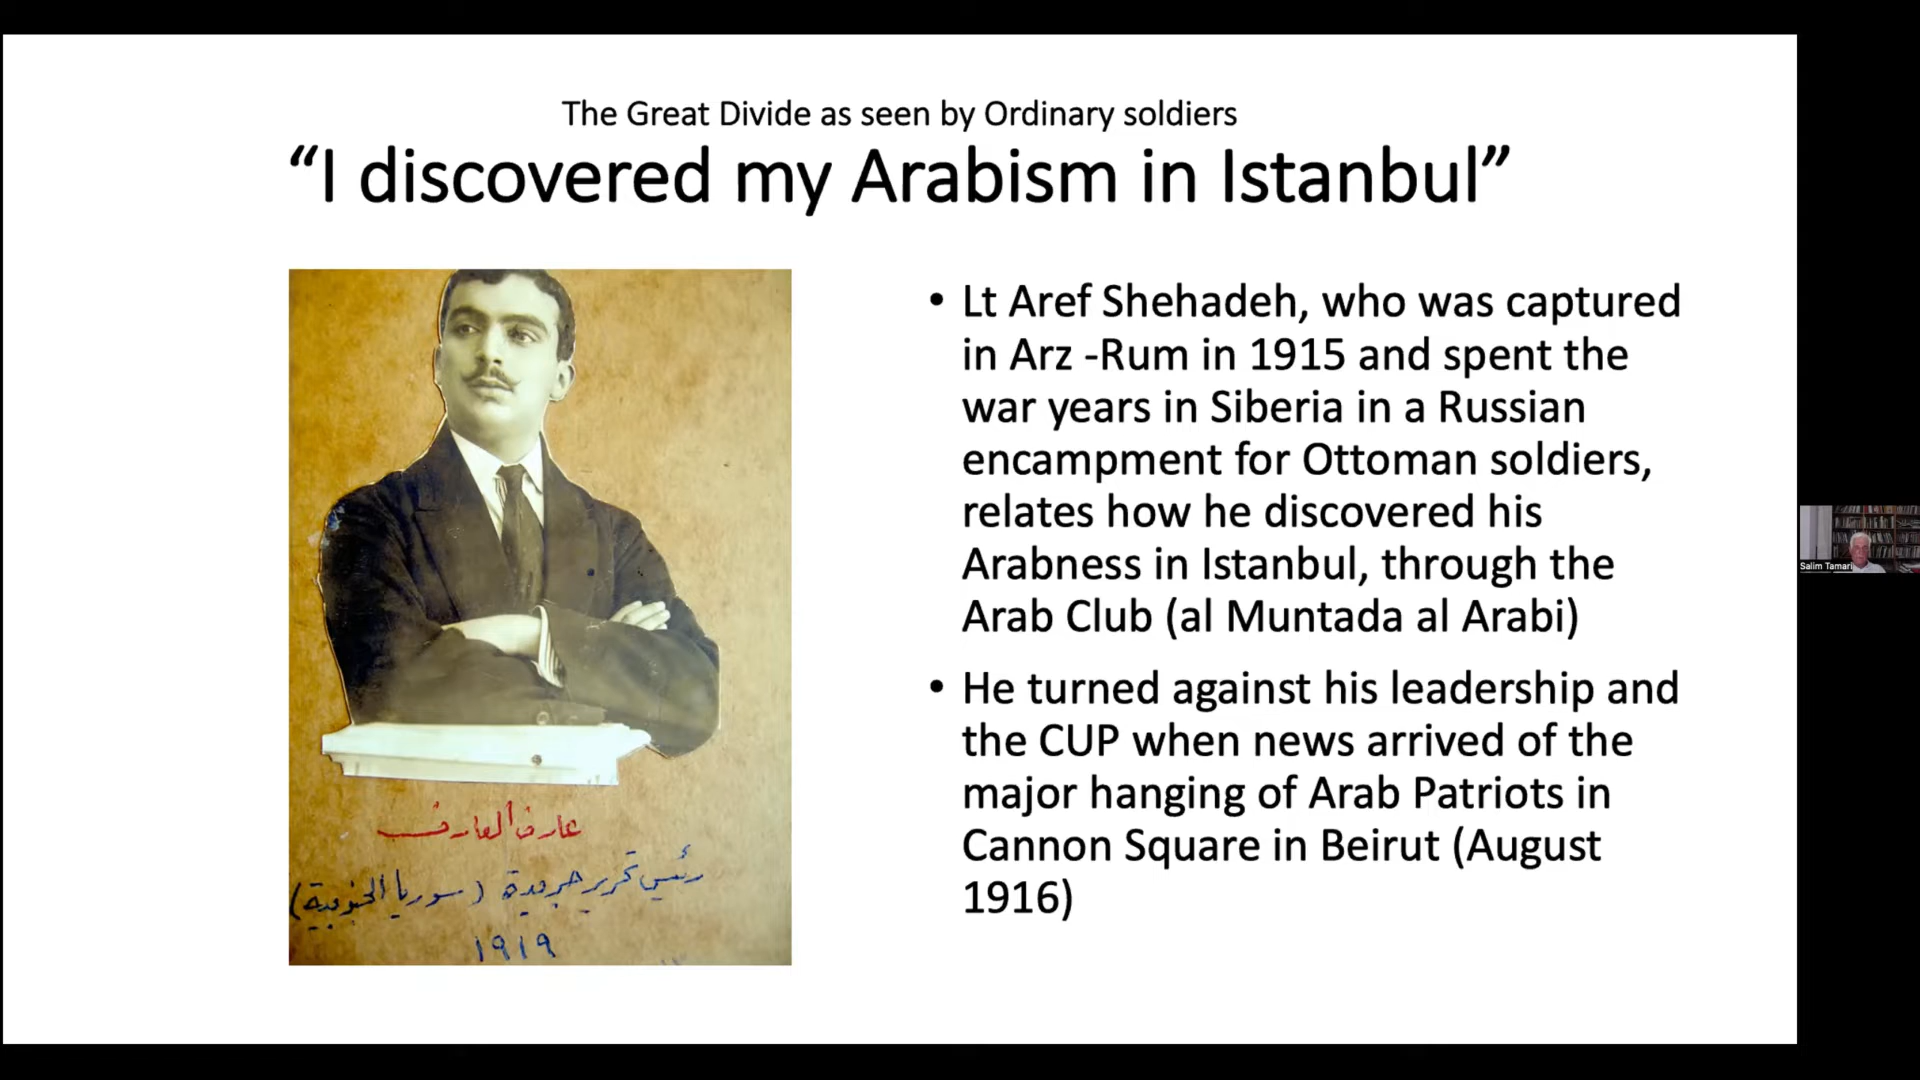 The Great Divide as seen by Ordinary soldiers
“I discovered my Arabism in Istanbul”
عارف العارف
رئيس تحرير جريدة (سوريا الجنوبية)
١٩١٩
• Lt Aref Shehadeh, who was captured
in Arz -Rum in 1915 and spent the
war years in Siberia in a Russian
encampment for Ottoman soldiers,
relates how he discovered his
Arabness in Istanbul, through the
Arab Club (al Muntada al Arabi)
• He turned against his leadership and
the CUP when news arrived of the
major hanging of Arab Patriots in
Cannon Square in Beirut (August
1916)
Salim Tamari